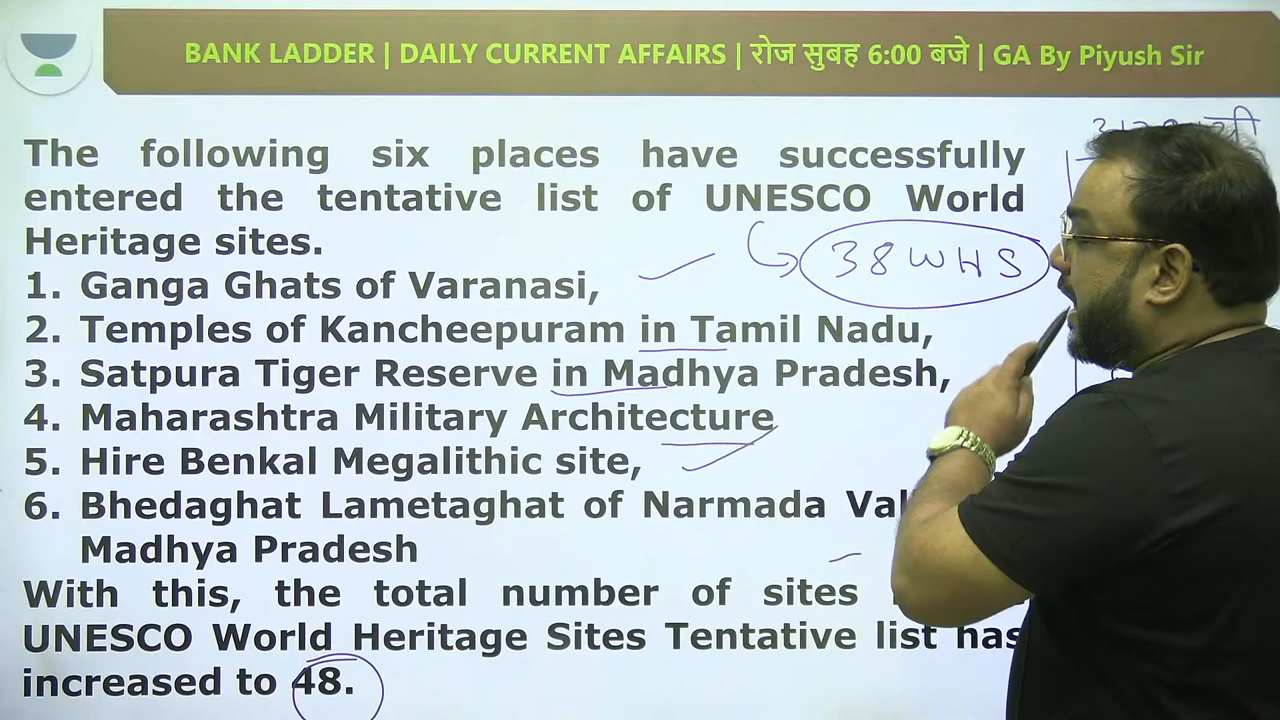 BANK LADDER | DAILY CURRENT AFFAIRS | रोज सुबह 6:00 बजे | GA By Piyush Sir
The following six places have successfully
entered the tentative list of UNESCO World
Heritage sites.
38 WHS
1. Ganga Ghats of Varanasi,
2. Temples of Kancheepuram in Tamil Nadu,
3. Satpura Tiger Reserve in Madhya Pradesh,
4. Maharashtra Military Architecture
5. Hire Benkal Megalithic site,
6. Bhedaghat Lametaghat of Narmada
Madhya Pradesh
With this, the total number of sites
UNESCO World Heritage Sites Tentative list has
increased to 48.